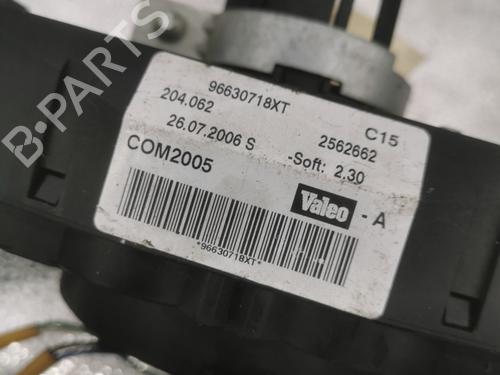 B-PARTS
96630718XT
C15
204.062
2562662
26.07.2006 S
-Soft: 2.30
COM2005
Valeo - A
*96630718XT*